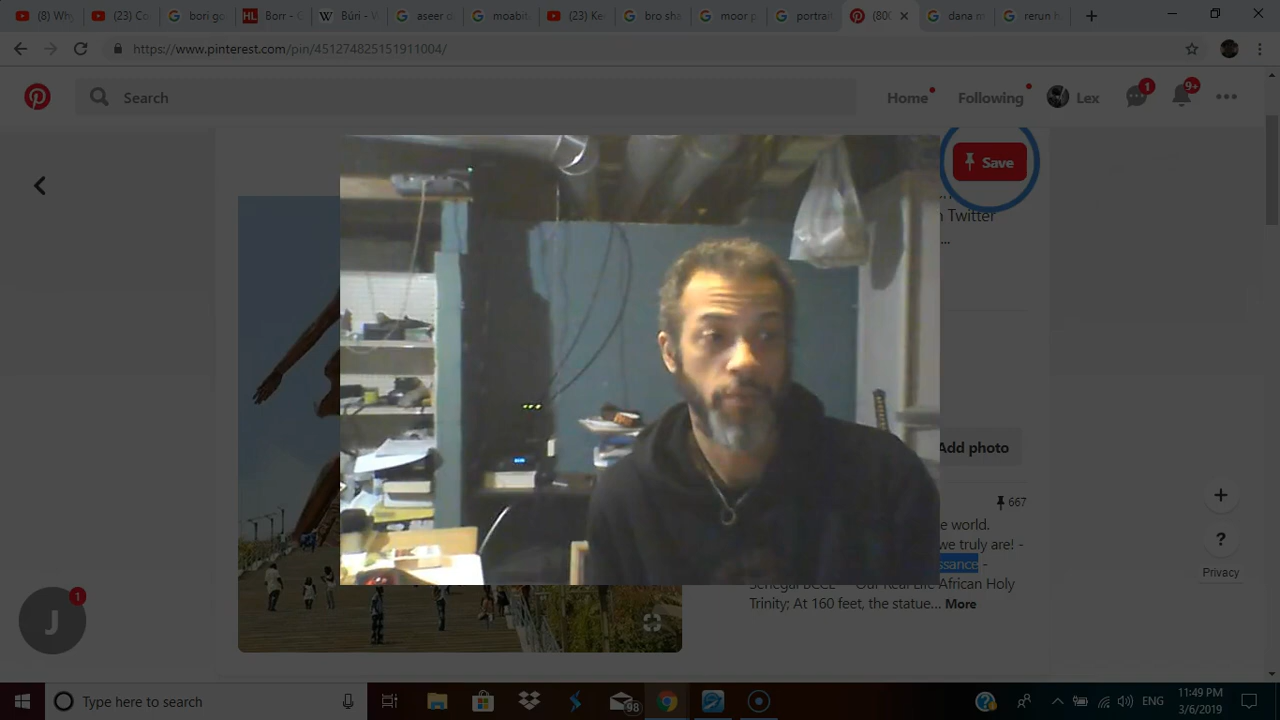 (8) Why
(23) Co
bori go
Borr - G
Búri - W
aseer o
moabit
(23) Ke
bro sha
moor p
portrait
(80
dana m
rerun h
https://www.pinterest.com/pin/451274825151911004/
Search
Home
Following
Lex
1
9+
Save
n Twitter
...
Add photo
667
e world.
we truly are! -
ssance -
Our Real Life African Holy
Trinity; At 160 feet, the statue... More
Privacy
J
1
Type here to search
98
ENG
11:49 PM
3/6/2019